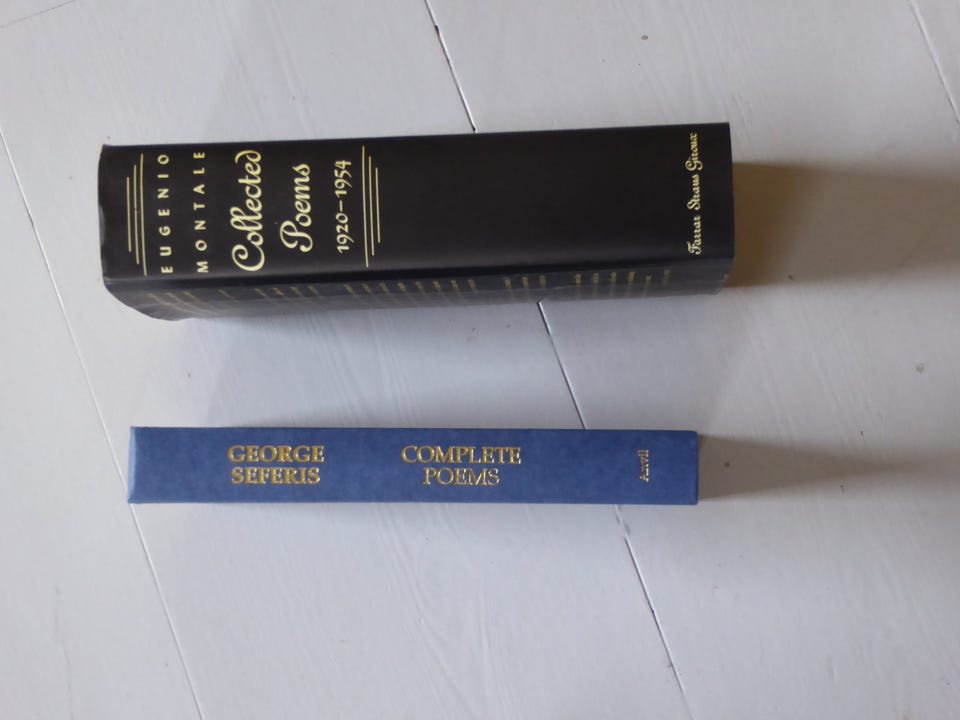 EUGENIO
MONTALE
Collected
Poems
1920–1954
Farrar Straus Giroux
GEORGE
SEFERIS
COMPLETE
POEMS
Anvil